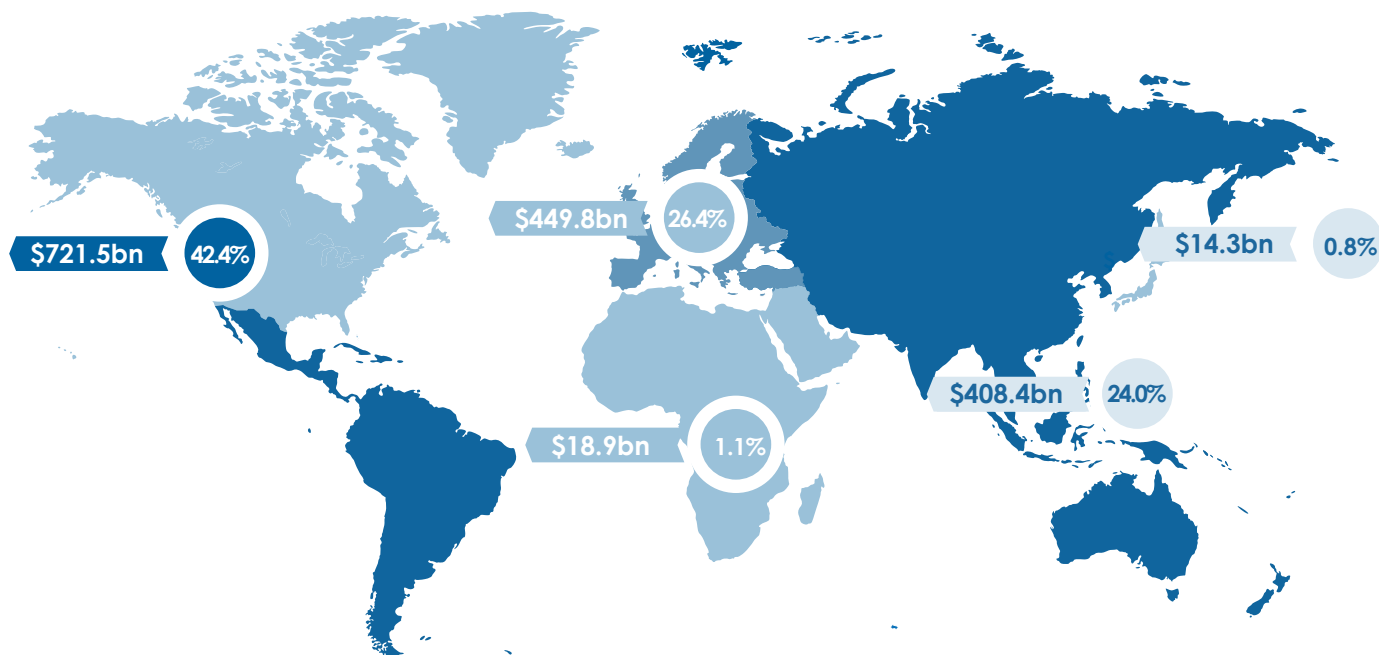 $721.5bn 42.4%
$449.8bn 26.4%
$14.3bn 0.8%
$408.4bn 24.0%
$18.9bn 1.1%